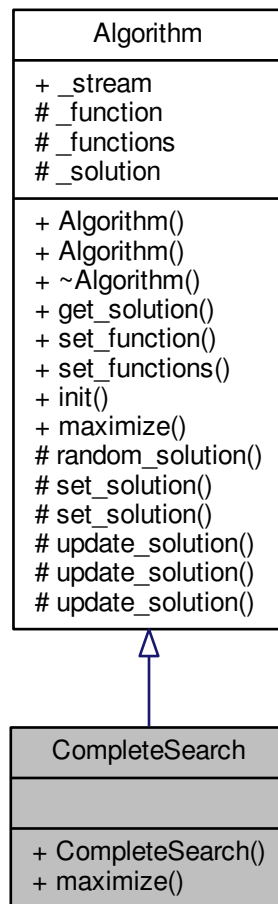 Algorithm
+ _stream
# _function
# _functions
# _solution
+ Algorithm()
+ Algorithm()
+ ~Algorithm()
+ get_solution()
+ set_function()
+ set_functions()
+ init()
+ maximize()
# random_solution()
# set_solution()
# set_solution()
# update_solution()
# update_solution()
# update_solution()
CompleteSearch
+ CompleteSearch()
+ maximize()